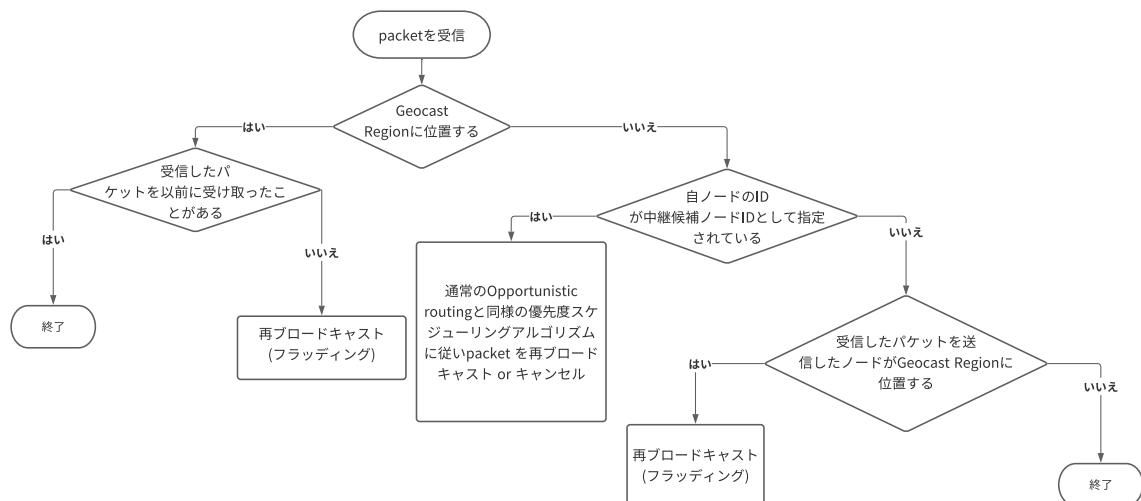 packetを受信
Geocast
Regionに位置する
はい
いいえ
受信したパ
ケットを以前に受け取ったこ
とがある
はい
いいえ
終了
再ブロードキャスト
(フラッディング)
自ノードのID
が中継候補ノードIDとして指定
されている
はい
いいえ
通常のOpportunistic
routingと同様の優先度スケ
ジューリングアルゴリズム
に従いpacket を再ブロード
キャスト or キャンセル
受信したパケットを送
信したノードがGeocast Regionに
位置する
はい
いいえ
再ブロードキャスト
(フラッディング)
終了